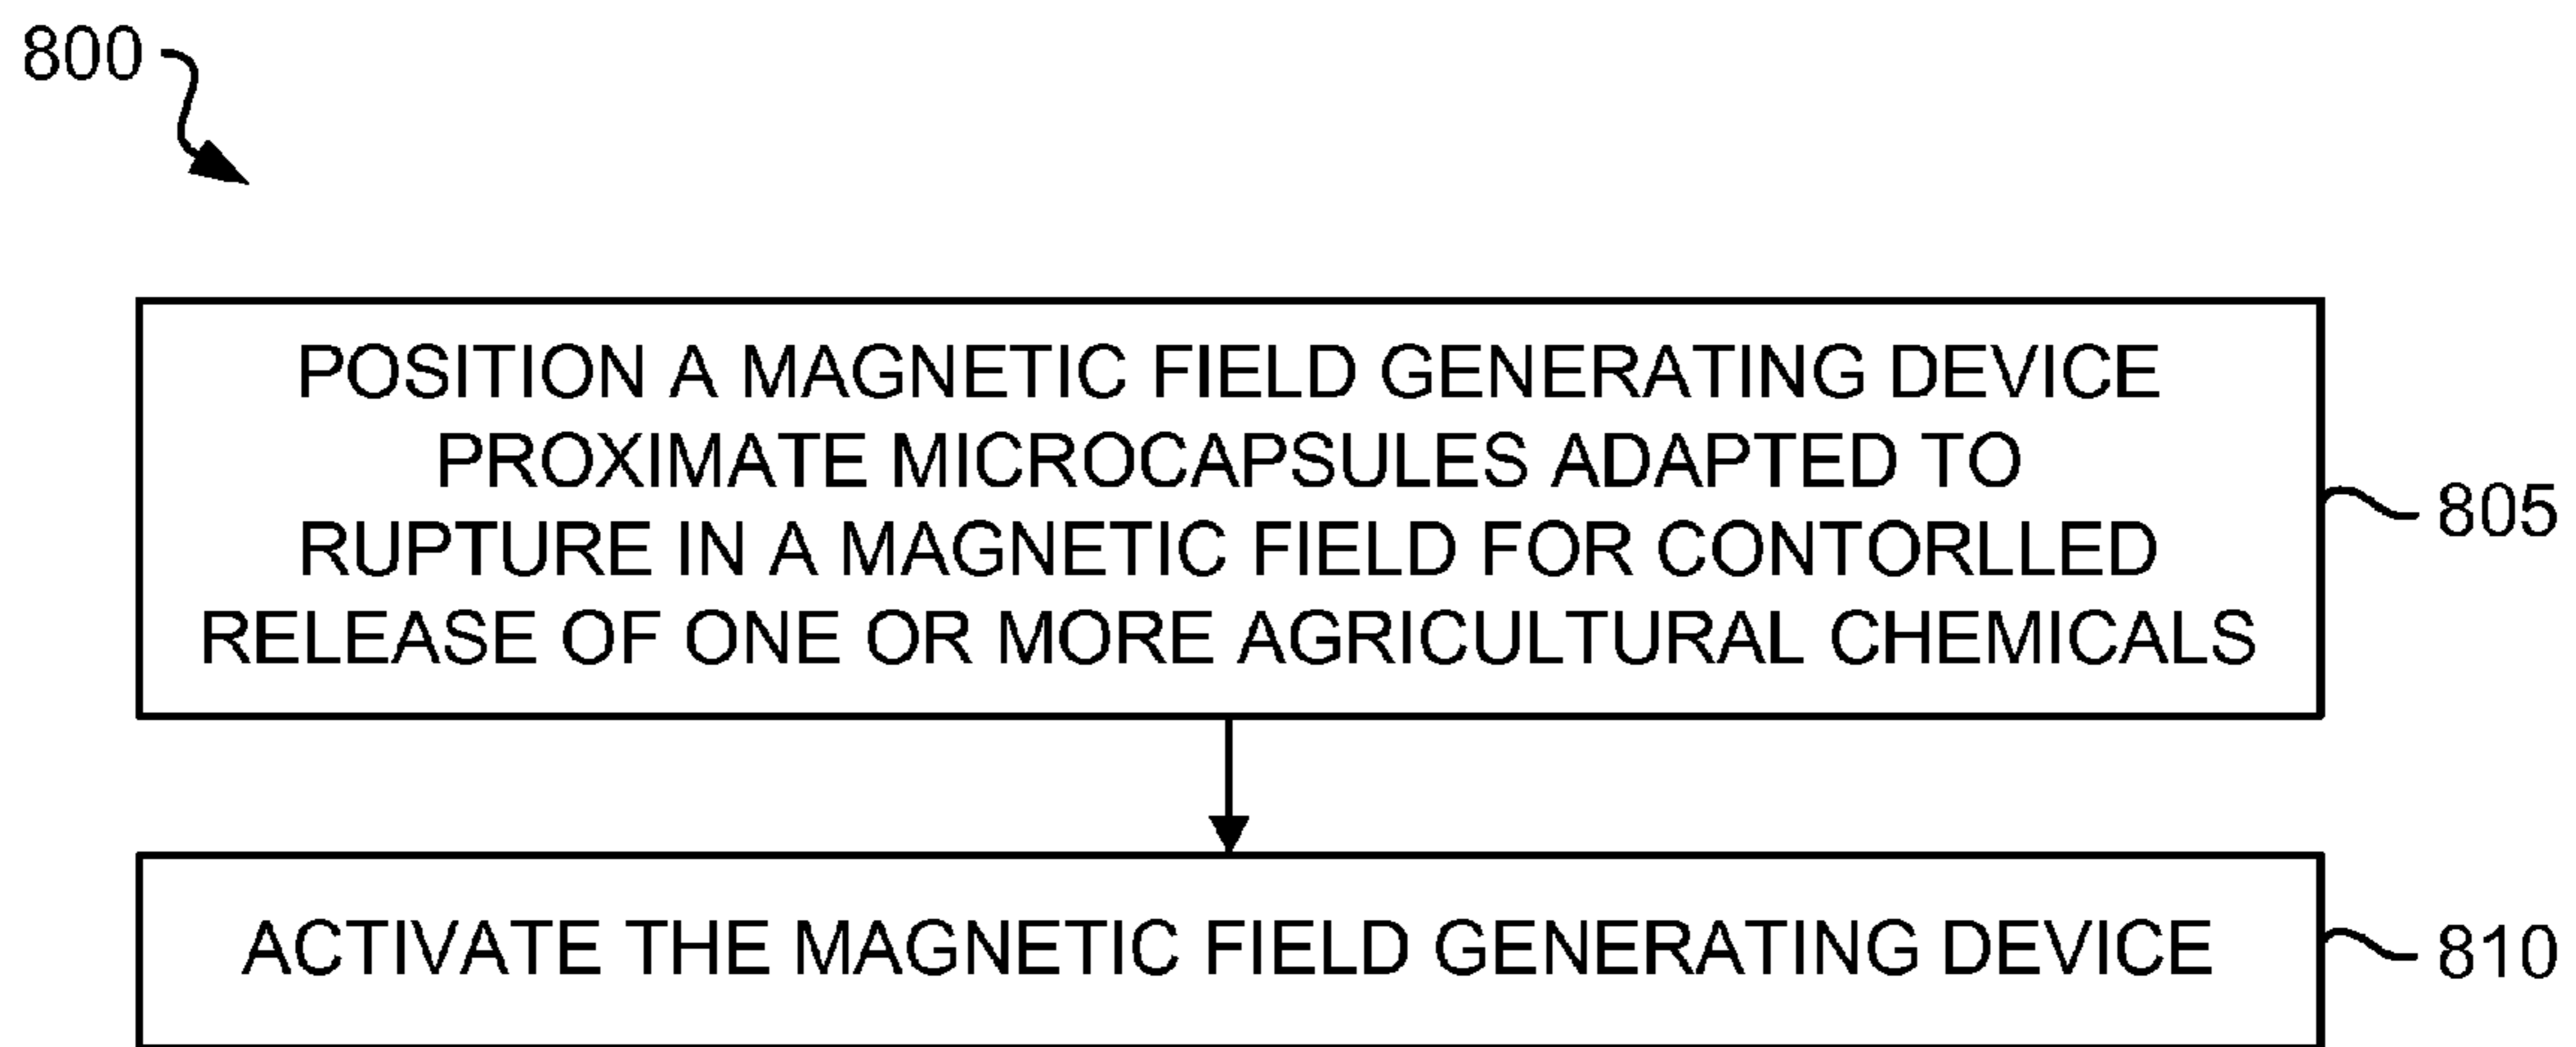 800
POSITION A MAGNETIC FIELD GENERATING DEVICE
PROXIMATE MICROCAPSULES ADAPTED TO
RUPTURE IN A MAGNETIC FIELD FOR CONTORLLED
RELEASE OF ONE OR MORE AGRICULTURAL CHEMICALS
805
ACTIVATE THE MAGNETIC FIELD GENERATING DEVICE
810